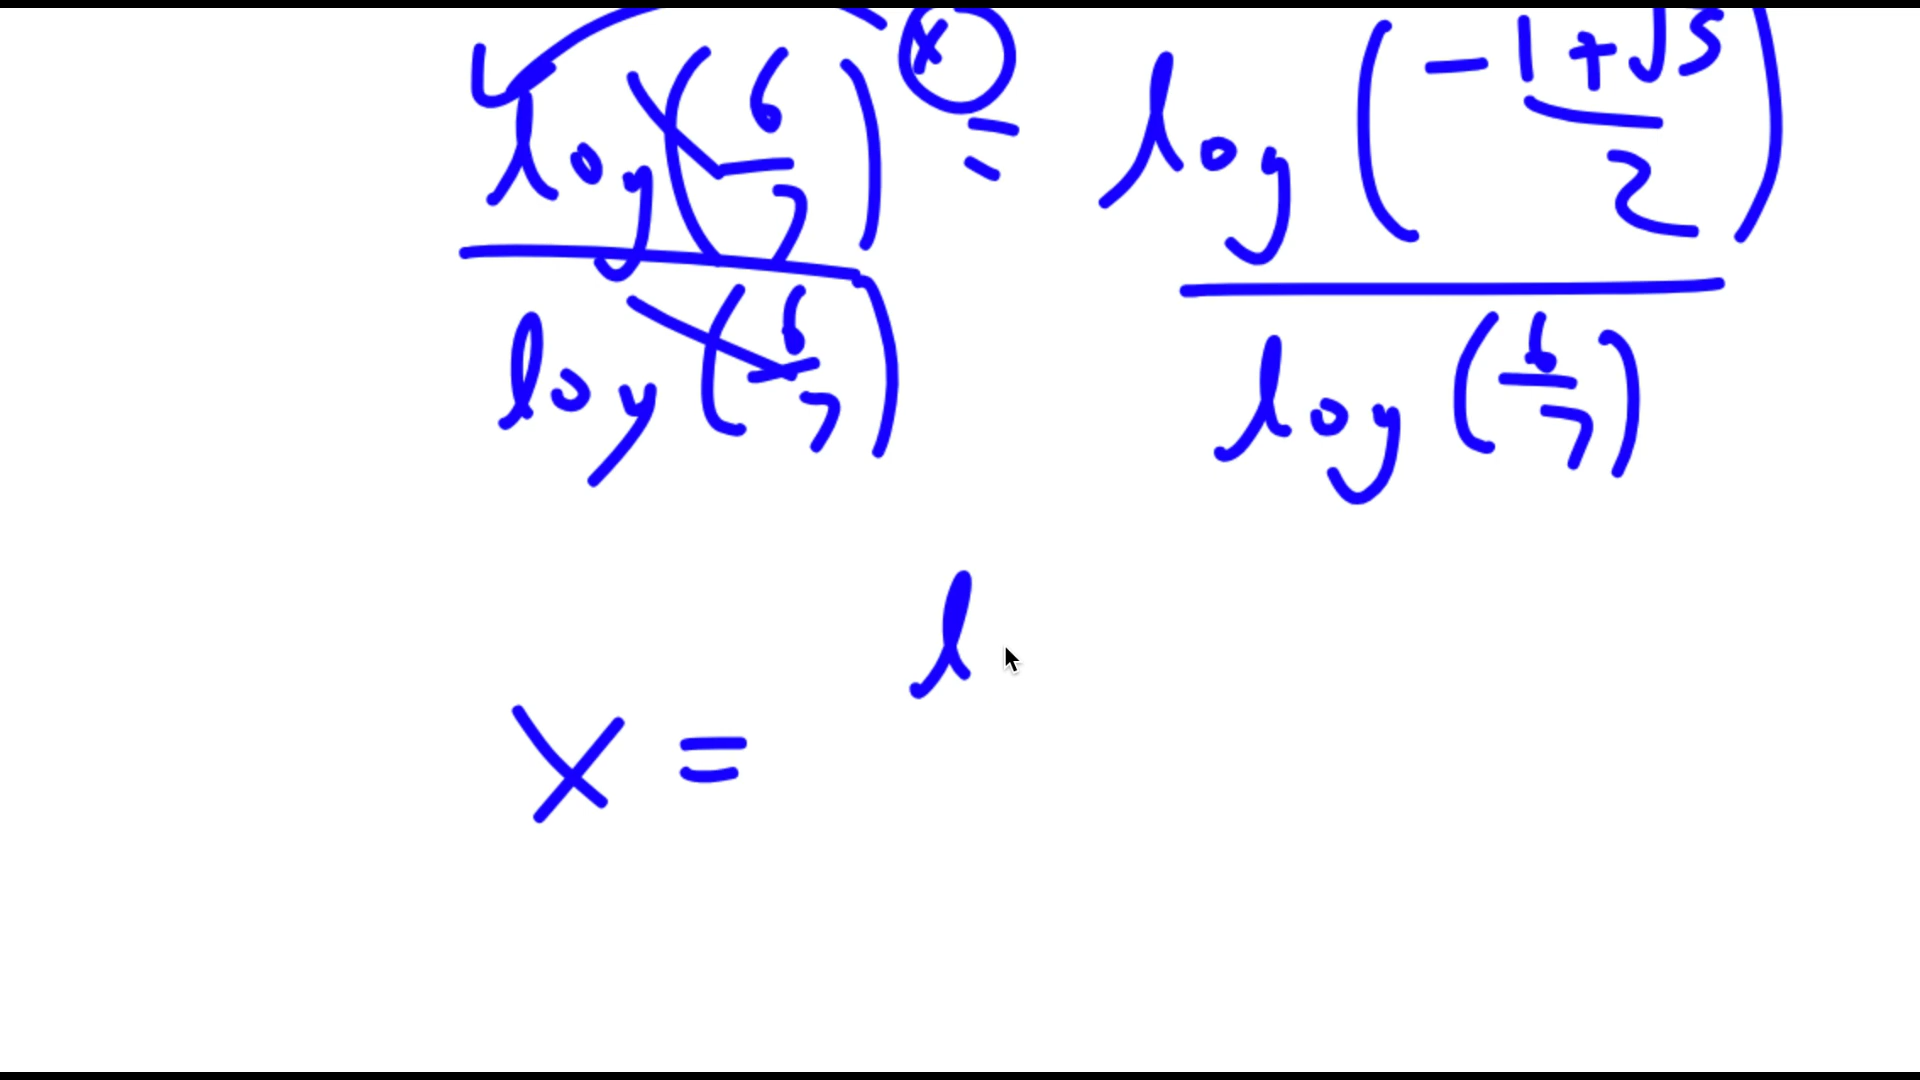 log(6/7)^x = log((-1+√5)/2)
log(6/7) log(6/7)
x = l